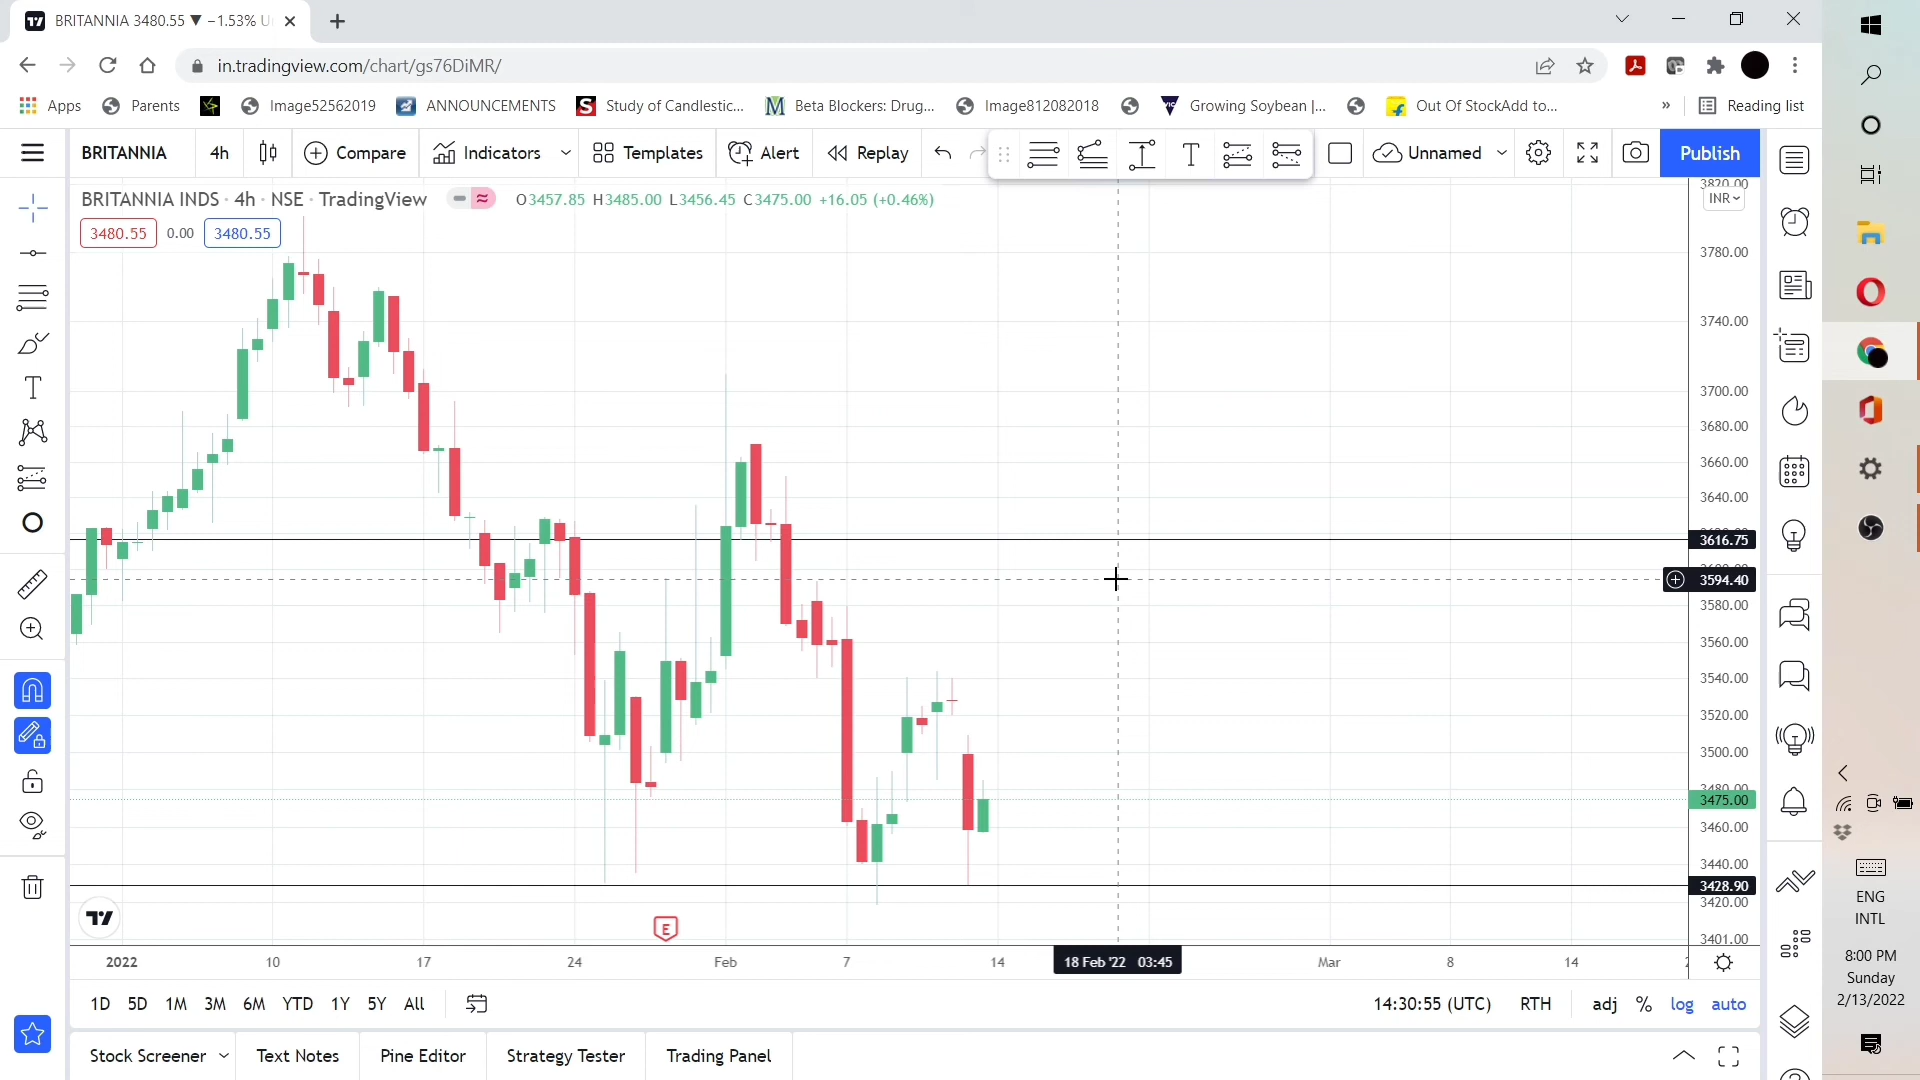 BRITANNIA 3480.55 ▼ −1.53% U
in.tradingview.com/chart/gs76DiMR/
Apps Parents Image52562019 ANNOUNCEMENTS Study of Candlestic... Beta Blockers: Drug... Image812082018 Growing Soybean |... Out Of StockAdd to... » Reading list
BRITANNIA 4h Compare Indicators Templates Alert Replay T Unnamed Publish
BRITANNIA INDS · 4h · NSE · TradingView O3457.85 H3485.00 L3456.45 C3475.00 +16.05 (+0.46%)
3480.55 0.00 3480.55
3820.00
INR
3780.00
3740.00
3700.00
3680.00
3660.00
3640.00
3616.75
3594.40
3580.00
3560.00
3540.00
3520.00
3500.00
3480.00
3475.00
3460.00
3440.00
3428.90
3420.00
3401.00
E
2022 10 17 24 Feb 7 14 18 Feb '22 03:45 Mar 8 14
1D 5D 1M 3M 6M YTD 1Y 5Y All 14:30:55 (UTC) RTH adj % log auto
Stock Screener Text Notes Pine Editor Strategy Tester Trading Panel
ENG
INTL
8:00 PM
Sunday
2/13/2022